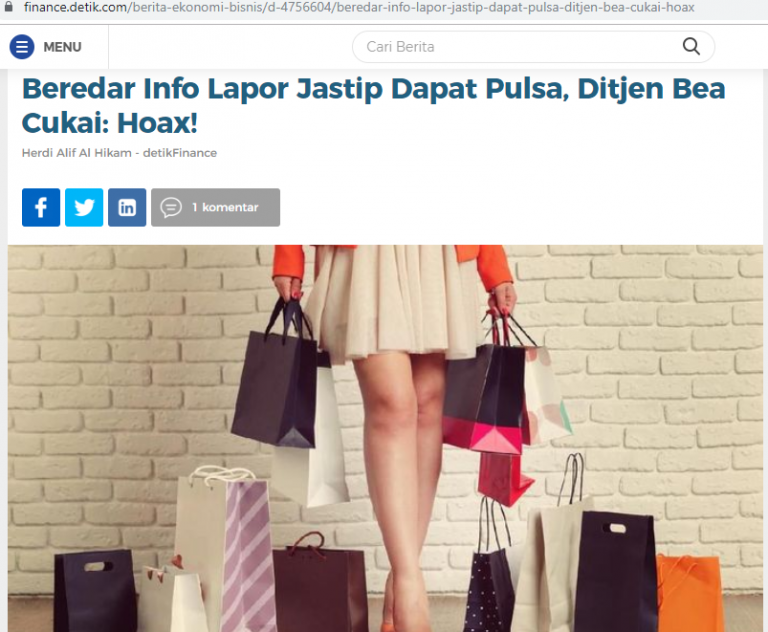 finance.detik.com/berita-ekonomi-bisnis/d-4756604/beredar-info-lapor-jastip-dapat-pulsa-ditjen-bea-cukai-hoax
MENU
Cari Berita
Beredar Info Lapor Jastip Dapat Pulsa, Ditjen Bea
Cukai: Hoax!
Herdi Alif Al Hikam - detikFinance
f
in
1 komentar